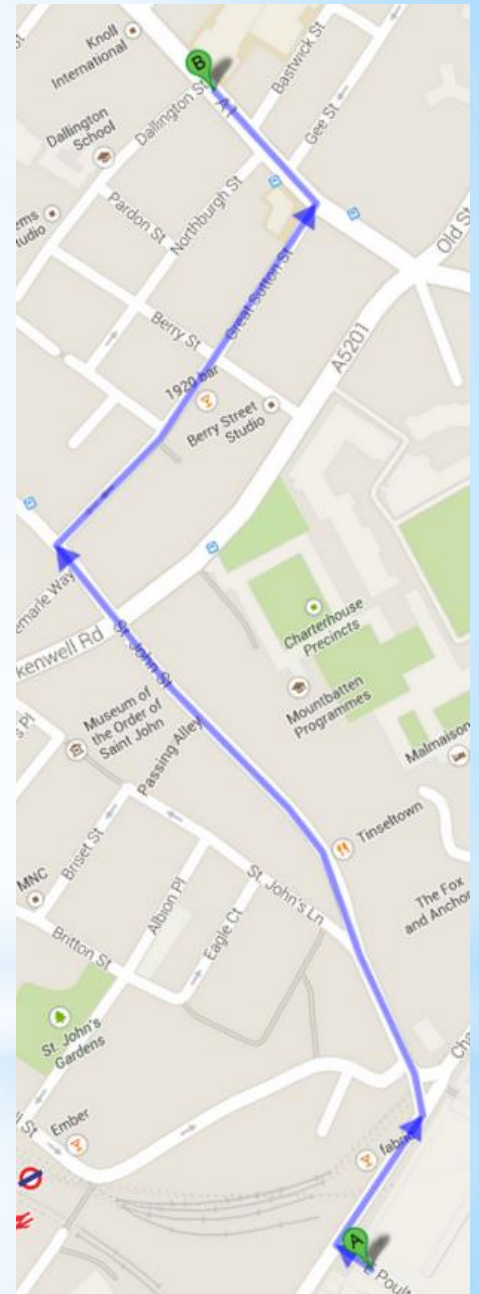 Knoll
International
B
Bastwick St
Dallington St
A1
Gee St
Dallington
School
Pardon St
Northburgh St
Old St
Great Sutton St
Berry St
A5201
1920 bar
Berry Street
Studio
Charterhouse
Precincts
St. John St
Museum of
the Order of
Saint John
Passing Alley
Mountbatten
Programmes
Malmaison
Tinseltown
Briset St
MNC
St. John's Ln
Albion Pl
Eagle Ct
The Fox
and Anchor
Britton St
St. John's
Gardens
Ember
A